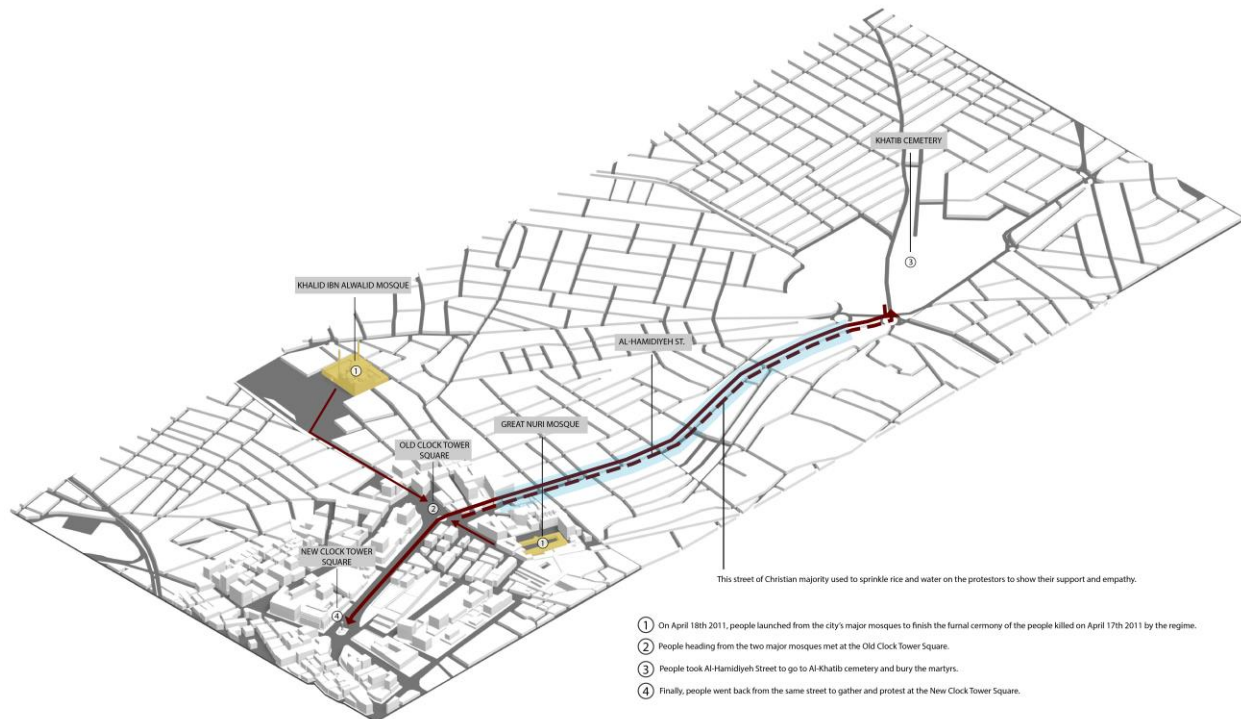 KHATIB CEMETERY
3
KHALID IBN ALWALID MOSQUE
1
AL-HAMIDIYEH ST.
GREAT NURI MOSQUE
OLD CLOCK TOWER
SQUARE
2
1
NEW CLOCK TOWER
SQUARE
4
This street of Christian majority used to sprinkle rice and water on the protestors to show their support and empathy.
1 On April 18th 2011, people launched from the city's major mosques to finish the furnal cermony of the people killed on April 17th 2011 by the regime.
2 People heading from the two major mosques met at the Old Clock Tower Square.
3 People took Al-Hamidiyeh Street to go to Al-Khatib cemetery and bury the martyrs.
4 Finally, people went back from the same street to gather and protest at the New Clock Tower Square.